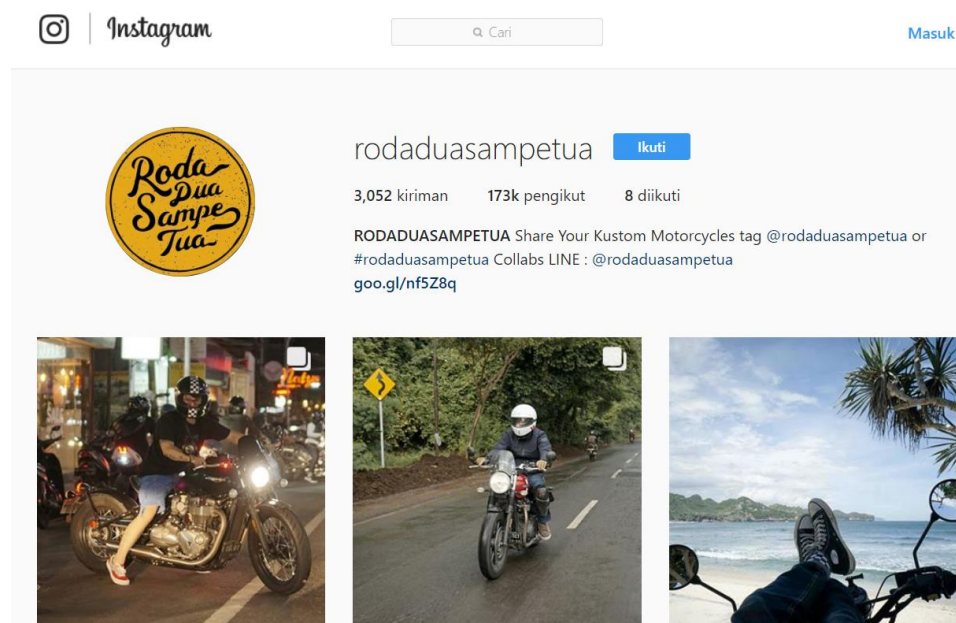 Instagram
Cari
Masuk
Roda
Dua
Sampe
Tua
rodaduasampetua Ikuti
3,052 kiriman 173k pengikut 8 diikuti
RODADUASAMPETUA Share Your Kustom Motorcycles tag @rodaduasampetua or
#rodaduasampetua Collabs LINE : @rodaduasampetua
goo.gl/nf5Z8q